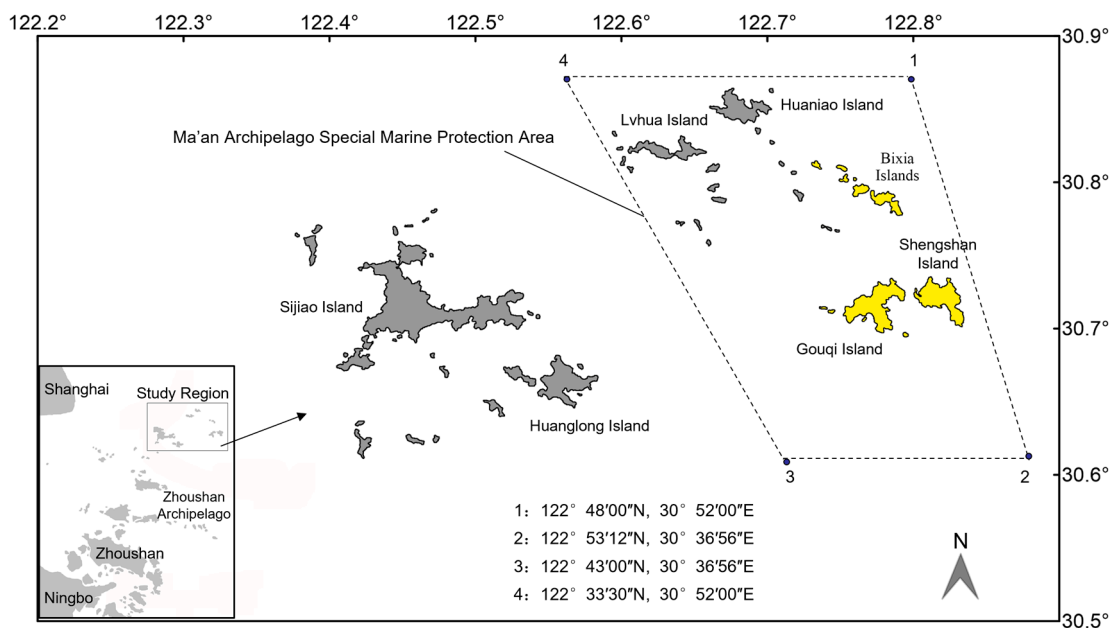 122.2° 122.3° 122.4° 122.5° 122.6° 122.7° 122.8°
30.9°
4
1
Huaniao Island
Lvhua Island
Ma’an Archipelago Special Marine Protection Area
Bixia
Islands
30.8°
Shengshan
Island
Sijiao Island
30.7°
Gouqi Island
Shanghai
Study Region
Huanglong Island
30.6°
3
2
Zhoushan
Archipelago
1: 122° 48′00″N, 30° 52′00″E
2: 122° 53′12″N, 30° 36′56″E
3: 122° 43′00″N, 30° 36′56″E
4: 122° 33′30″N, 30° 52′00″E
N
Zhoushan
Ningbo
30.5°